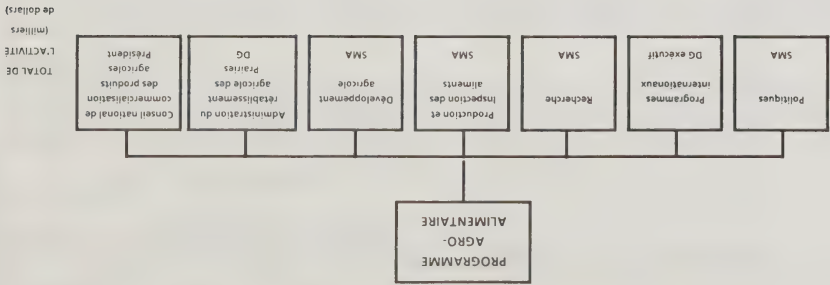 PROGRAMME
AGRO-
ALIMENTAIRE
Politiques
SMA
Programmes
internationaux
DG exécutif
Recherche
SMA
Production et
Inspection des
aliments
SMA
Développement
agricole
SMA
Administration du
rétablissement
agricole des
Prairies
DG
Conseil national de
commercialisation
des produits
agricoles
Président
TOTAL DE
L'ACTIVITÉ
(milliers
de dollars)